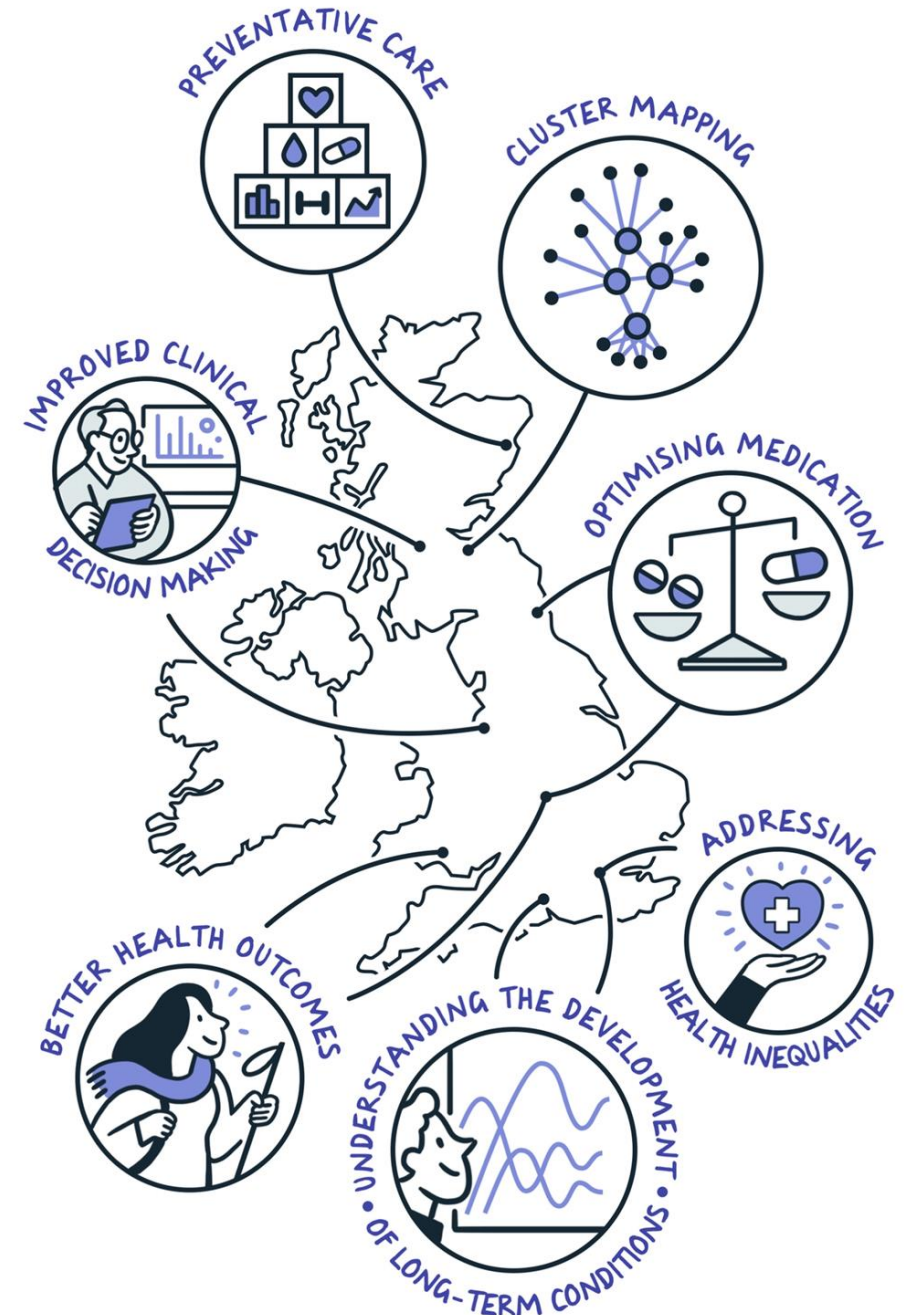 PREVENTATIVE CARE
CLUSTER MAPPING
IMPROVED CLINICAL
DECISION MAKING
OPTIMISING MEDICATION
ADDRESSING
HEALTH INEQUALITIES
BETTER HEALTH OUTCOMES
• UNDERSTANDING THE DEVELOPMENT •
OF LONG-TERM CONDITIONS